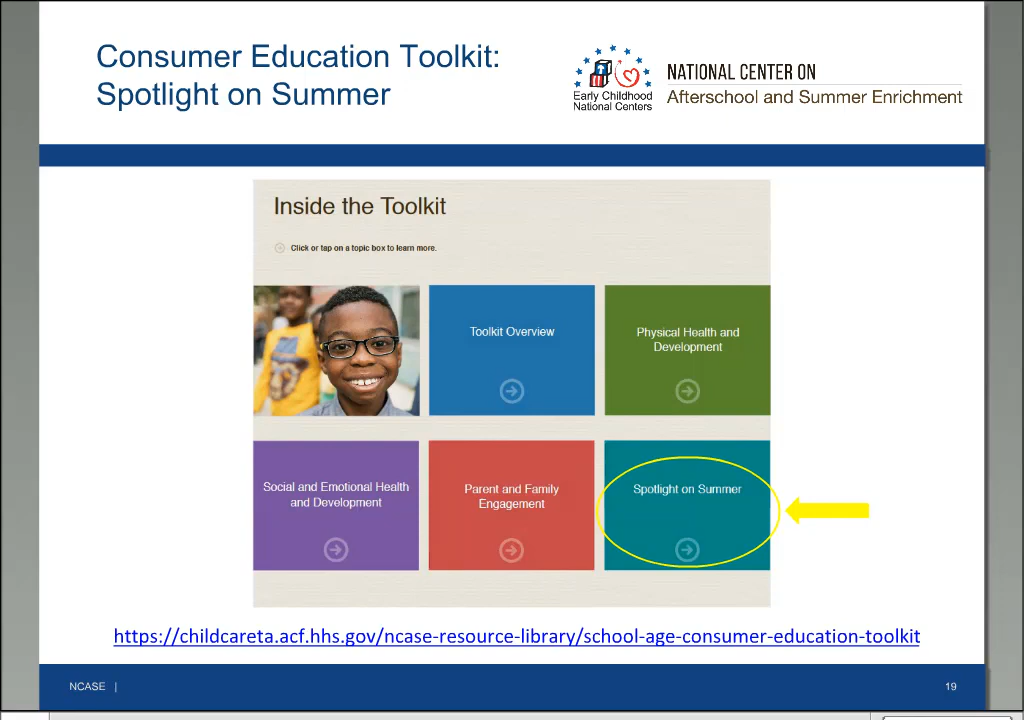 Consumer Education Toolkit:
Spotlight on Summer
Early Childhood
National Centers
NATIONAL CENTER ON
Afterschool and Summer Enrichment
Inside the Toolkit
Click or tap on a topic box to learn more.
Toolkit Overview
Physical Health and
Development
Social and Emotional Health
and Development
Parent and Family
Engagement
Spotlight on Summer
https://childcareta.acf.hhs.gov/ncase-resource-library/school-age-consumer-education-toolkit
NCASE |
19